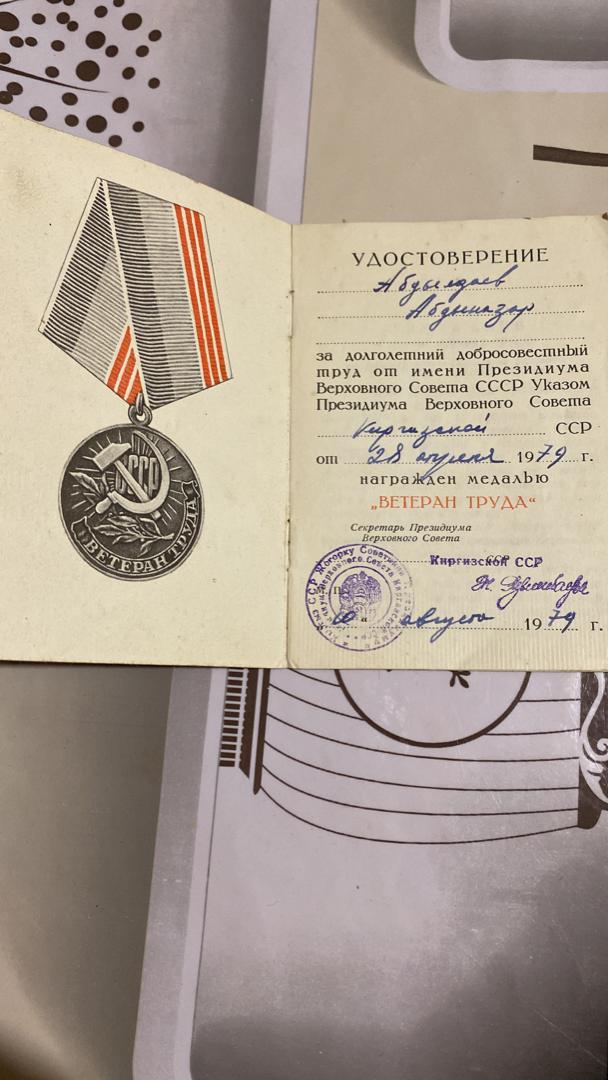 СССР
ВЕТЕРАН ТРУДА
УДОСТОВЕРЕНИЕ
Абдыназар
за долголетний добросовестный
труд от имени Президиума
Верховного Совета СССР Указом
Президиума Верховного Совета
Киргизской ССР
от 28 апреля 1979 г.
награжден медалью
„ВЕТЕРАН ТРУДА“
Секретарь Президиума
Верховного Совета
Киргизской ССР
10 августа 1979 г.